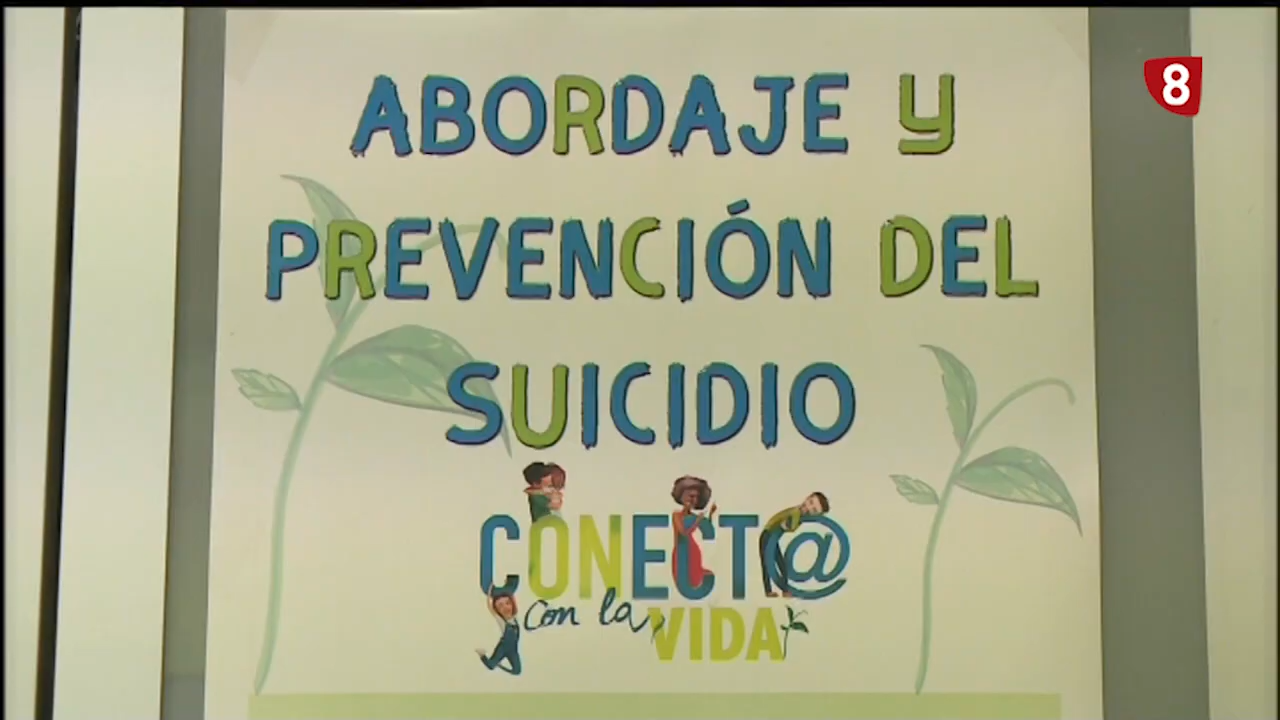 8
ABORDAJE Y
PREVENCIÓN DEL
SUICIDIO
CONECT@
con la
VIDA